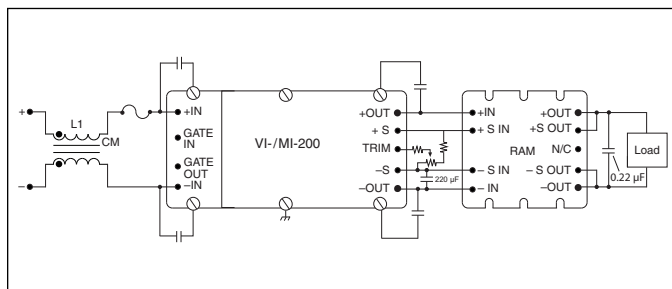 L1
CM
+
–
+IN
GATE
IN
GATE
OUT
–IN
VI-/MI-200
+OUT
+ S
TRIM
–S
–OUT
220 µF
+IN
+ S IN
– S IN
– IN
RAM
+OUT
+S OUT
N/C
– S OUT
–OUT
Load
0.22 µF